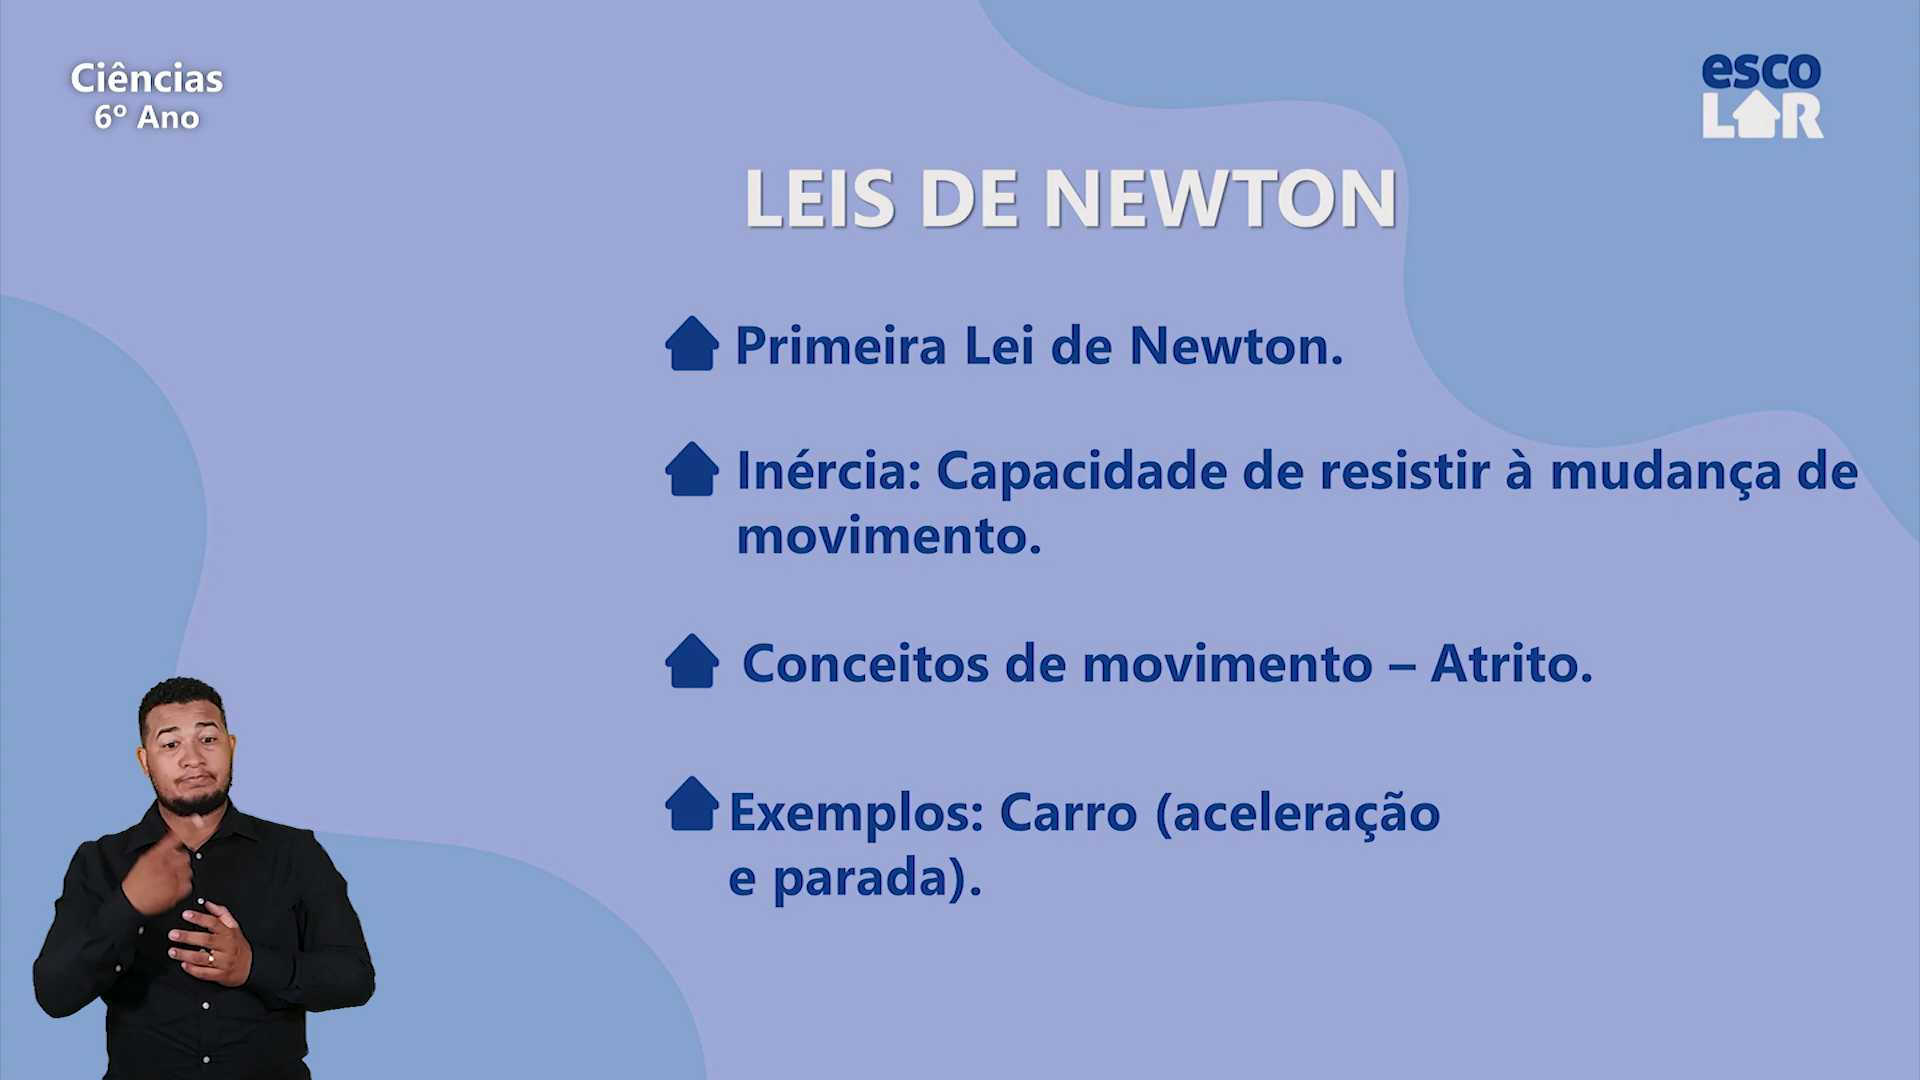 Ciências
6º Ano
esco
LAR
LEIS DE NEWTON
Primeira Lei de Newton.
Inércia: Capacidade de resistir à mudança de
movimento.
Conceitos de movimento – Atrito.
Exemplos: Carro (aceleração
e parada).